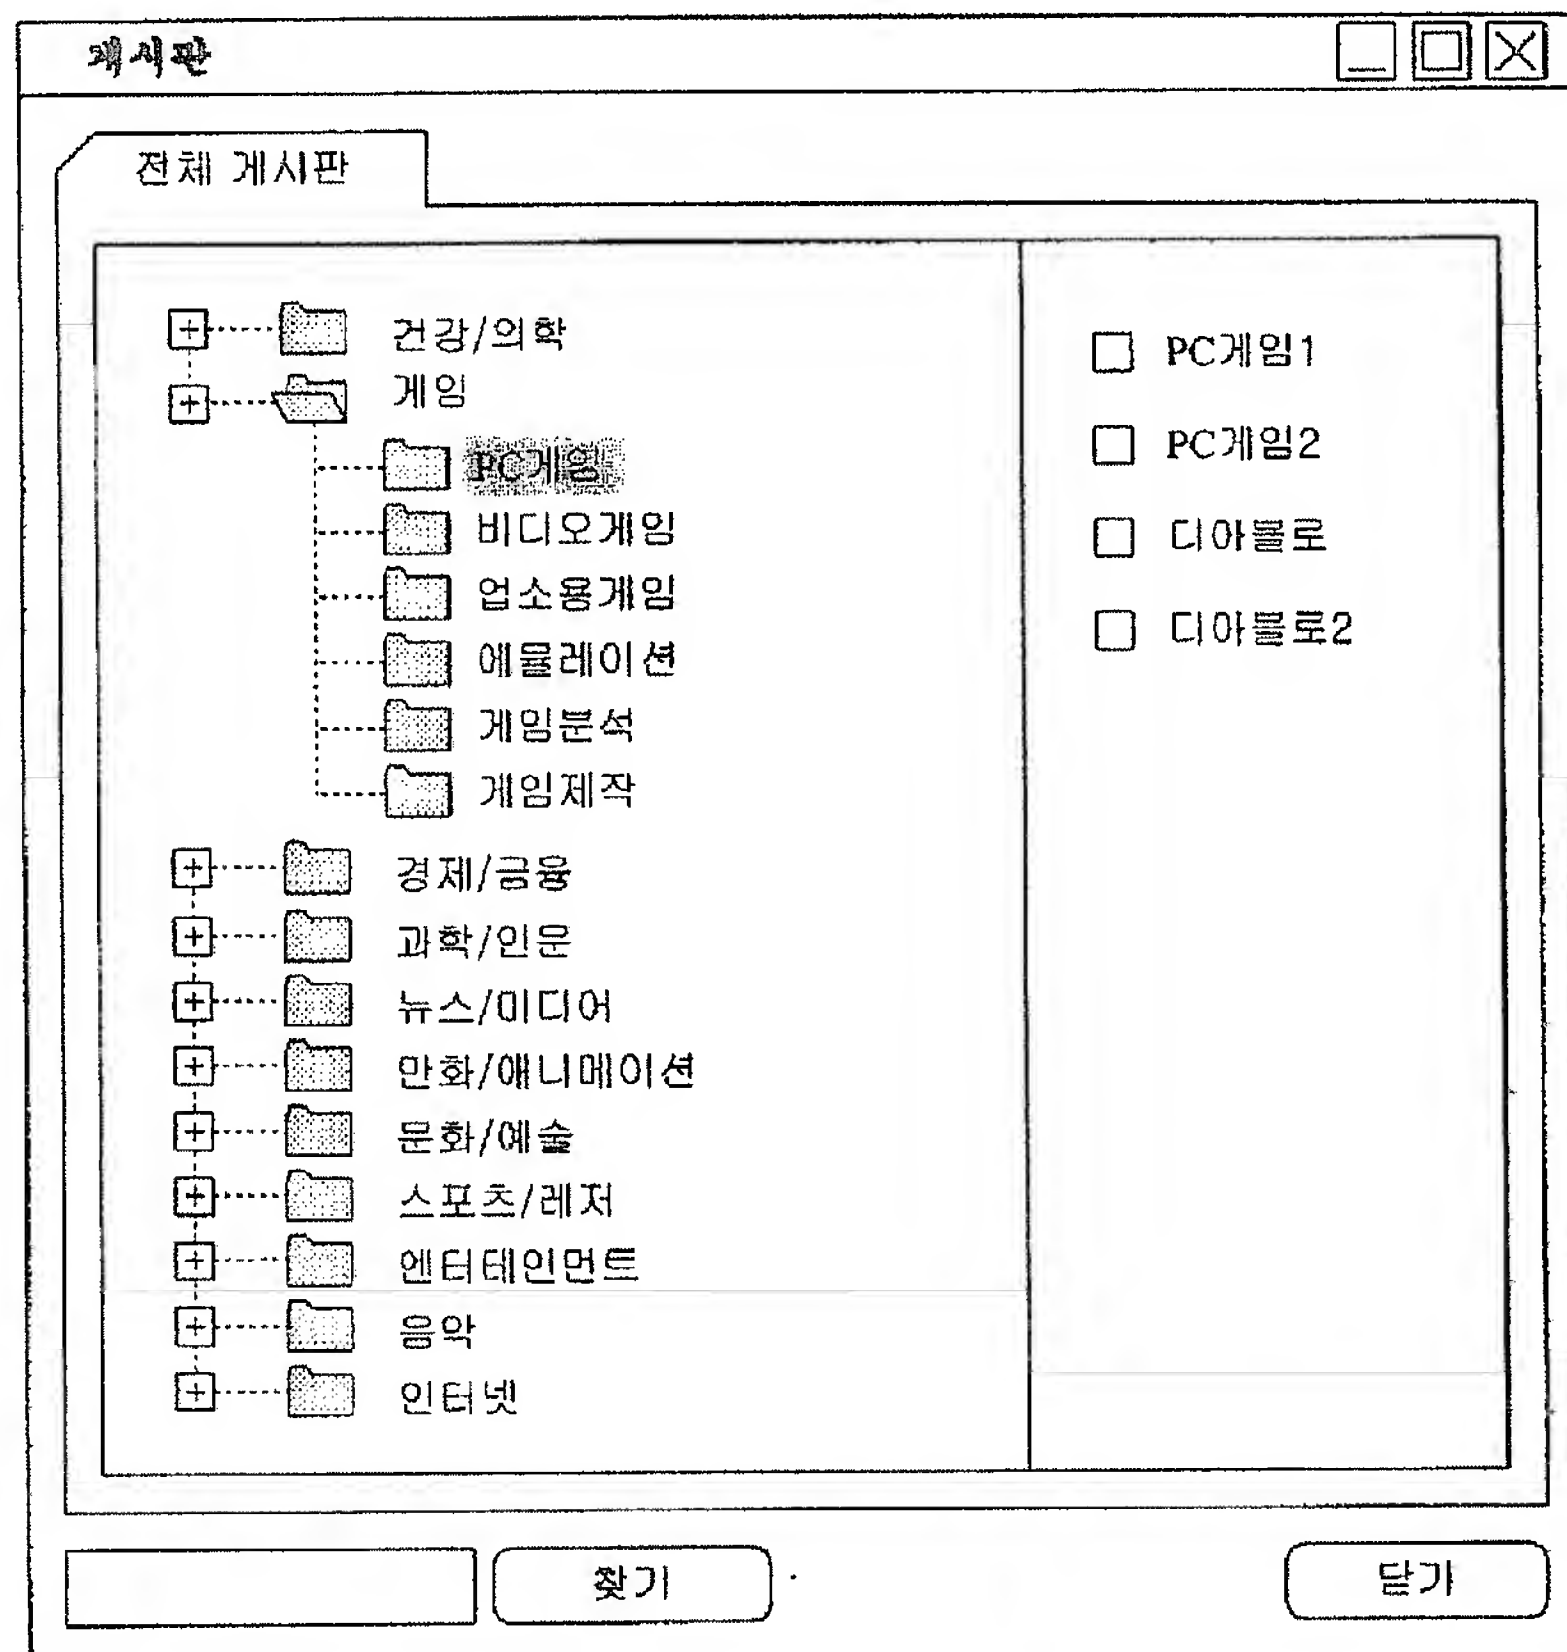 게시판
전체 게시판
건강/의학
게임
PC게임
비디오게임
업소용게임
에뮬레이션
게임분석
게임제작
경제/금융
과학/인문
뉴스/미디어
만화/애니메이션
문화/예술
스포츠/레저
엔터테인먼트
음악
인터넷
PC게임1
PC게임2
디아블로
디아블로2
찾기
닫기